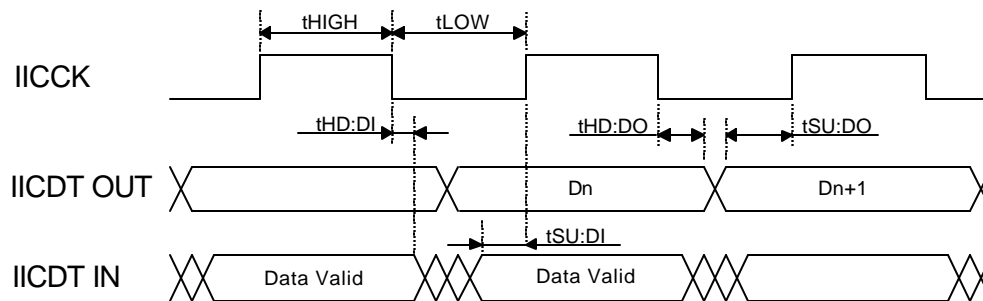 tHIGH tLOW
IICCK
tHD:DI tHD:DO tSU:DO
IICDT OUT Dn Dn+1
tSU:DI
IICDT IN Data Valid Data Valid